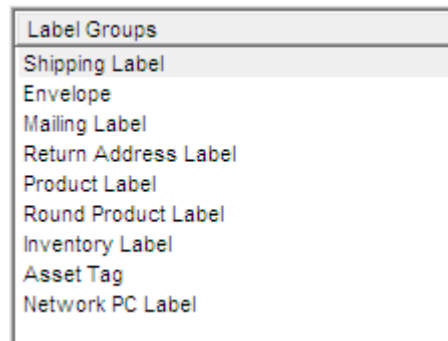 Label Groups
Shipping Label
Envelope
Mailing Label
Return Address Label
Product Label
Round Product Label
Inventory Label
Asset Tag
Network PC Label